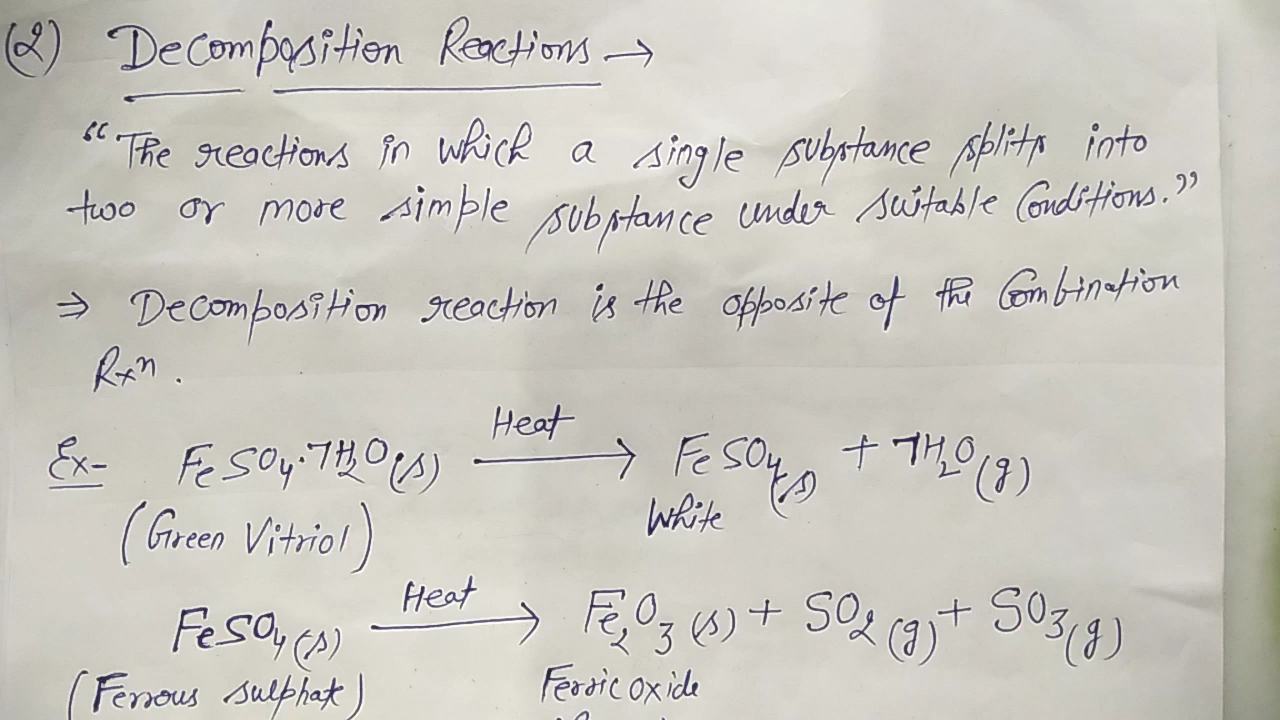 (2) Decomposition Reactions →
“The reactions in which a single substance splits into
two or more simple substance under suitable Conditions.”
⇒ Decomposition reaction is the opposite of the Combination
Rxⁿ.
Ex- FeSO₄·7H₂O(s) Heat → FeSO₄(s) + 7H₂O(g)
(Green Vitriol) White
FeSO₄(s) Heat → Fe₂O₃(s) + SO₂(g) + SO₃(g)
(Ferrous sulphate) Ferric oxide